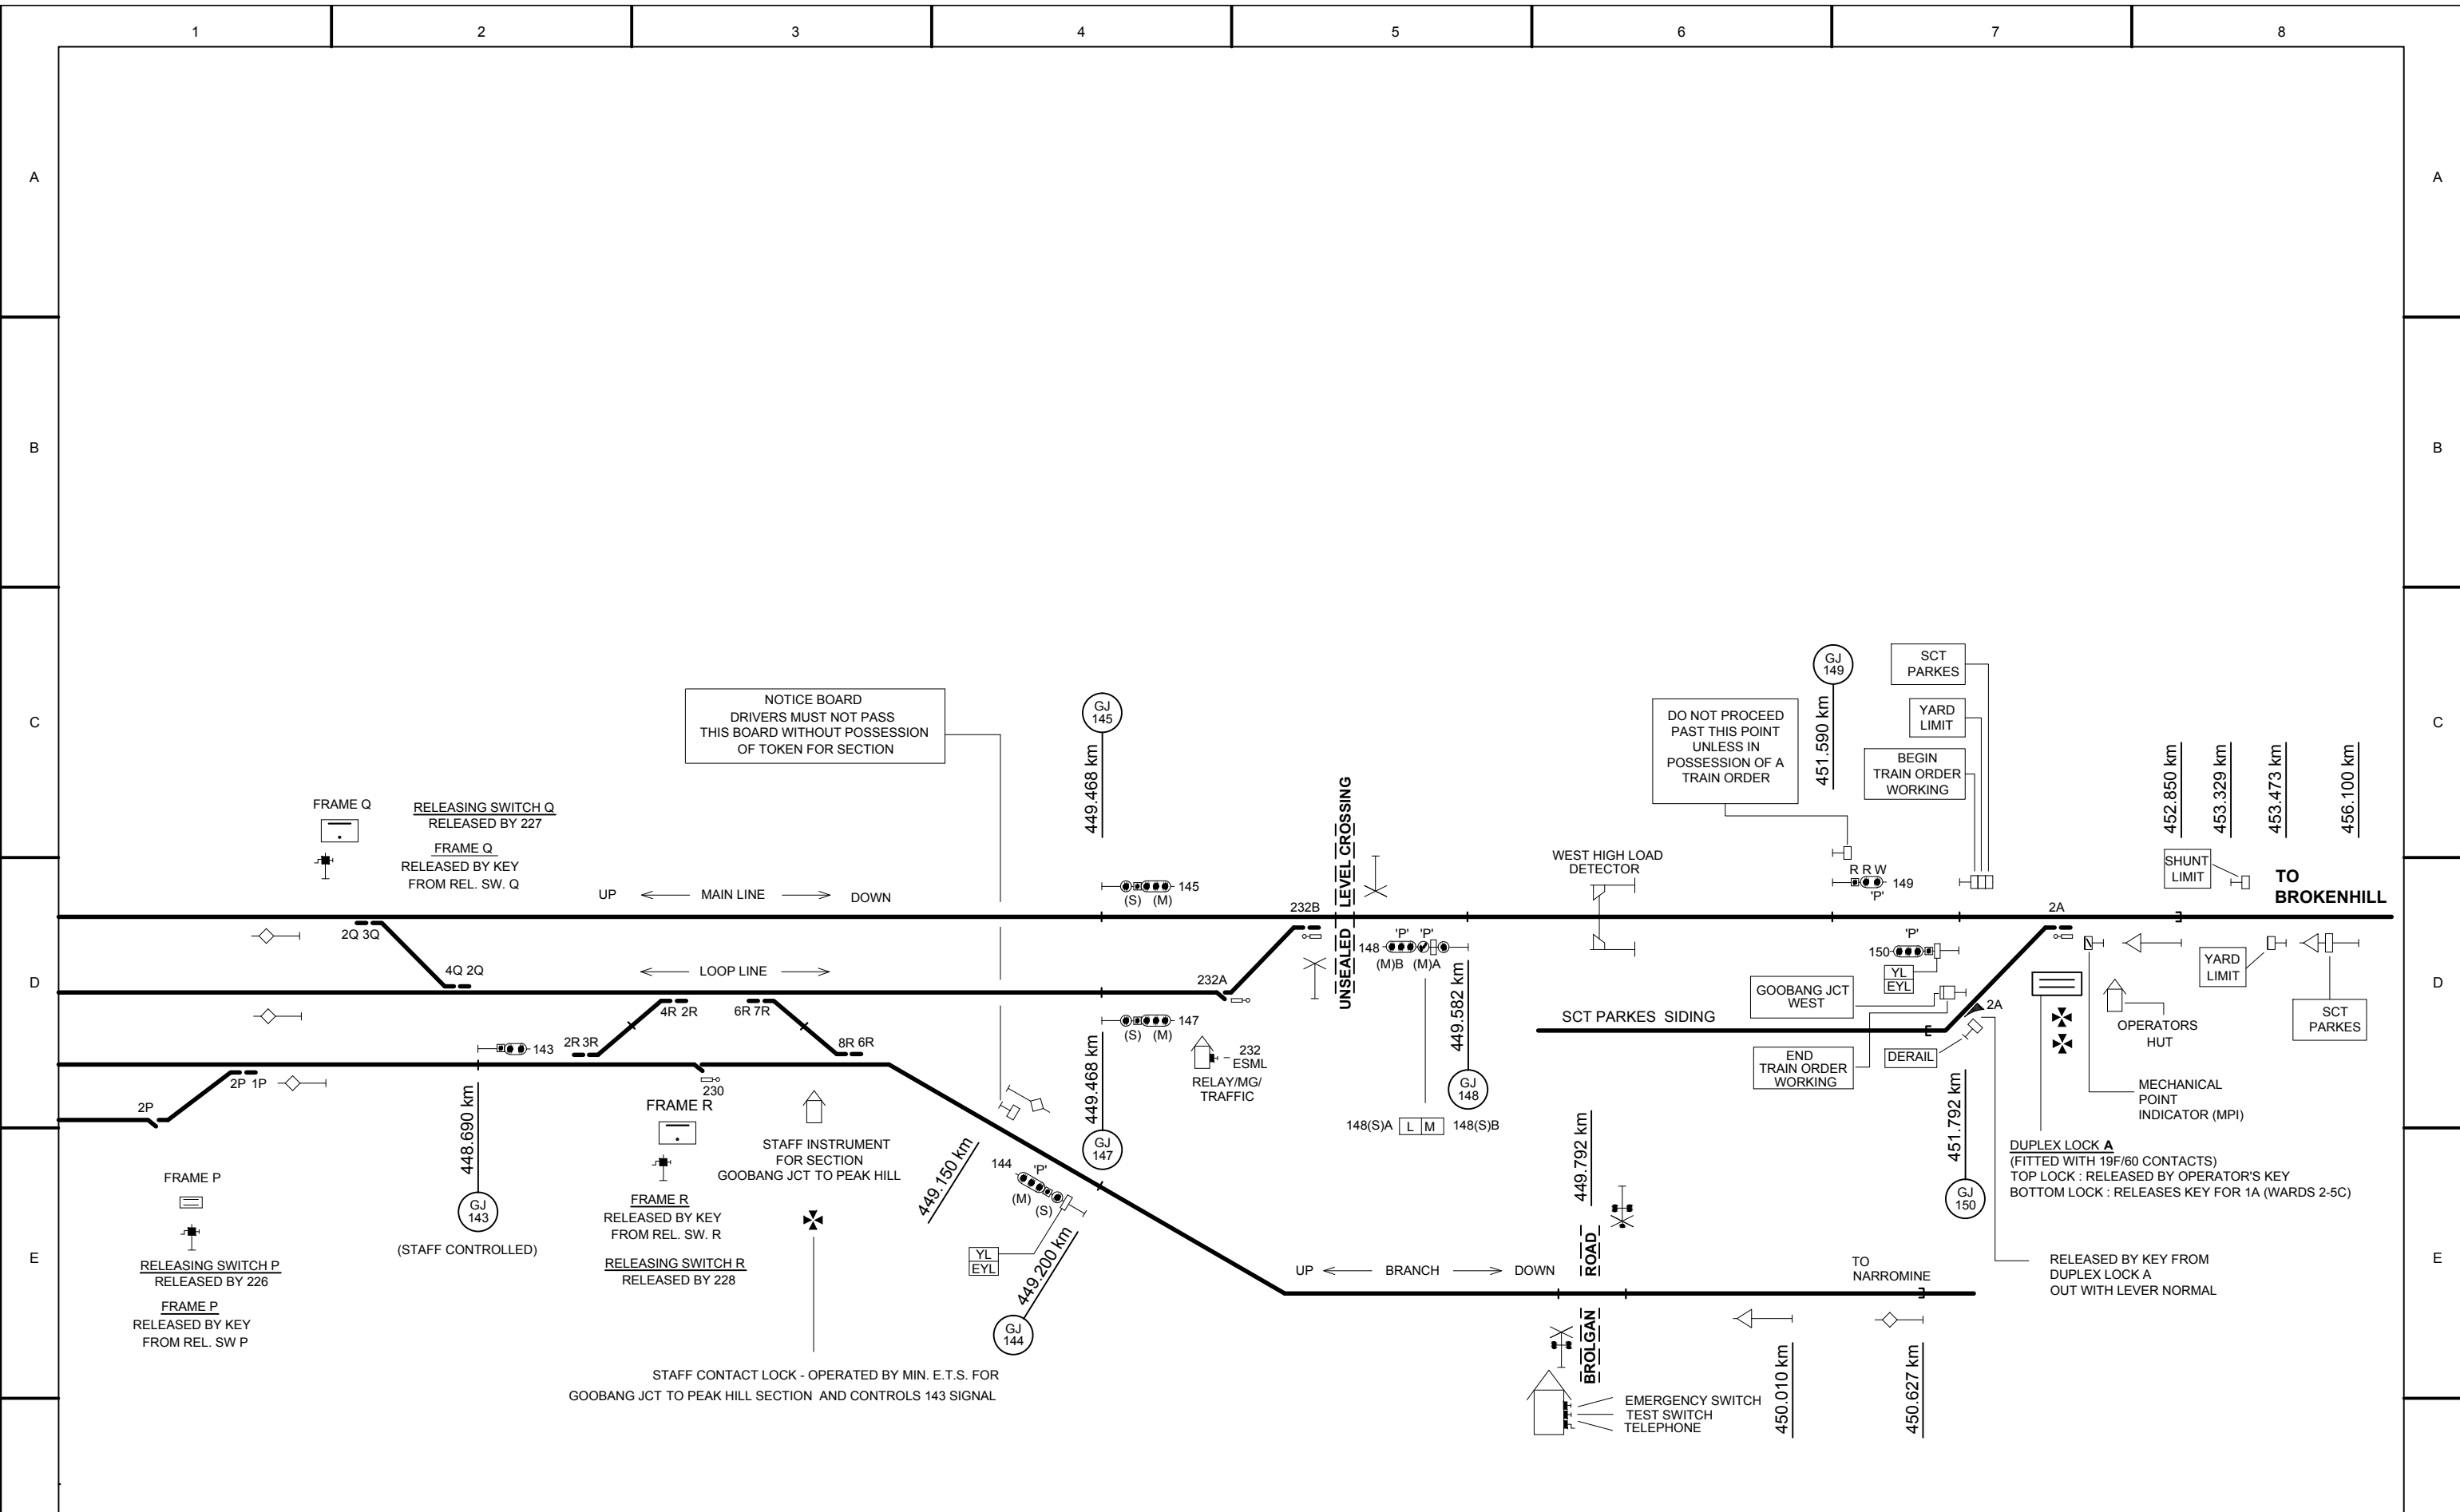 1 2 3 4 5 6 7 8
A A
B B
C C
D D
E E
NOTICE BOARD
DRIVERS MUST NOT PASS
THIS BOARD WITHOUT POSSESSION
OF TOKEN FOR SECTION
GJ
145
449.468 km
DO NOT PROCEED
PAST THIS POINT
UNLESS IN
POSSESSION OF A
TRAIN ORDER
GJ
149
451.590 km
SCT
PARKES
YARD
LIMIT
BEGIN
TRAIN ORDER
WORKING
452.850 km
453.329 km
453.473 km
456.100 km
FRAME Q
RELEASING SWITCH Q
RELEASED BY 227
FRAME Q
RELEASED BY KEY
FROM REL. SW. Q
UP MAIN LINE DOWN
145
(S) (M)
UNSEALED LEVEL CROSSING
WEST HIGH LOAD
DETECTOR
R R W
149
'P'
SHUNT
LIMIT
TO
BROKENHILL
2Q 3Q
4Q 2Q
LOOP LINE
232B
232A
'P' 'P'
148
(M)B (M)A
449.582 km
GJ
148
148(S)A L M 148(S)B
'P'
150
YL
EYL
2A
YARD
LIMIT
SCT
PARKES
GOOBANG JCT
WEST
SCT PARKES SIDING
2A
END
TRAIN ORDER
WORKING
DERAIL
OPERATORS
HUT
MECHANICAL
POINT
INDICATOR (MPI)
4R 2R
6R 7R
2R 3R
8R 6R
143
147
(S) (M)
449.468 km
GJ
147
232
ESML
RELAY/MG/
TRAFFIC
2P 1P
2P
230
FRAME R
448.690 km
GJ
143
(STAFF CONTROLLED)
STAFF INSTRUMENT
FOR SECTION
GOOBANG JCT TO PEAK HILL
FRAME P
RELEASING SWITCH P
RELEASED BY 226
FRAME P
RELEASED BY KEY
FROM REL. SW P
FRAME R
RELEASED BY KEY
FROM REL. SW. R
RELEASING SWITCH R
RELEASED BY 228
449.150 km
144
'P'
(M)
(S)
YL
EYL
449.200 km
GJ
144
STAFF CONTACT LOCK - OPERATED BY MIN. E.T.S. FOR
GOOBANG JCT TO PEAK HILL SECTION AND CONTROLS 143 SIGNAL
UP BRANCH DOWN
449.792 km
BROLGAN ROAD
TO
NARROMINE
450.010 km
450.627 km
EMERGENCY SWITCH
TEST SWITCH
TELEPHONE
451.792 km
GJ
150
DUPLEX LOCK A
(FITTED WITH 19F/60 CONTACTS)
TOP LOCK : RELEASED BY OPERATOR'S KEY
BOTTOM LOCK : RELEASES KEY FOR 1A (WARDS 2-5C)
RELEASED BY KEY FROM
DUPLEX LOCK A
OUT WITH LEVER NORMAL